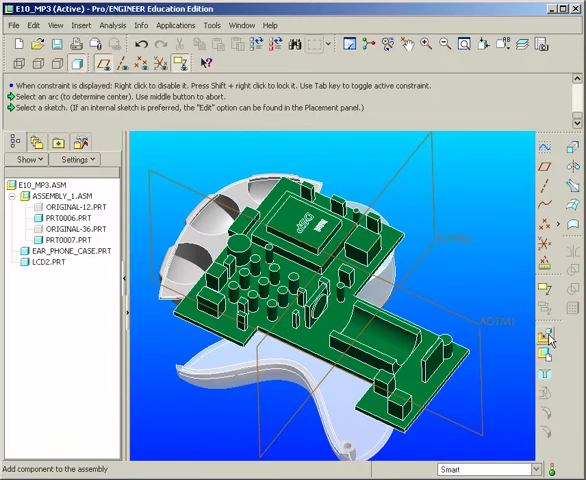 E10_MP3 (Active) - Pro/ENGINEER Education Edition
File Edit View Insert Analysis Info Applications Tools Window Help
• When constraint is displayed: Right click to disable it. Press Shift + right click to lock it. Use Tab key to toggle active constraint.
Select an arc (to determine center). Use middle button to abort.
Select a sketch. (If an internal sketch is preferred, the "Edit" option can be found in the Placement panel.)
Show Settings
E10_MP3.ASM
ASSEMBLY_1.ASM
ORIGINAL-12.PRT
PRT0006.PRT
ORIGINAL-36.PRT
PRT0007.PRT
EAR_PHONE_CASE.PRT
LCD2.PRT
ADTM1
Add component to the assembly
Smart